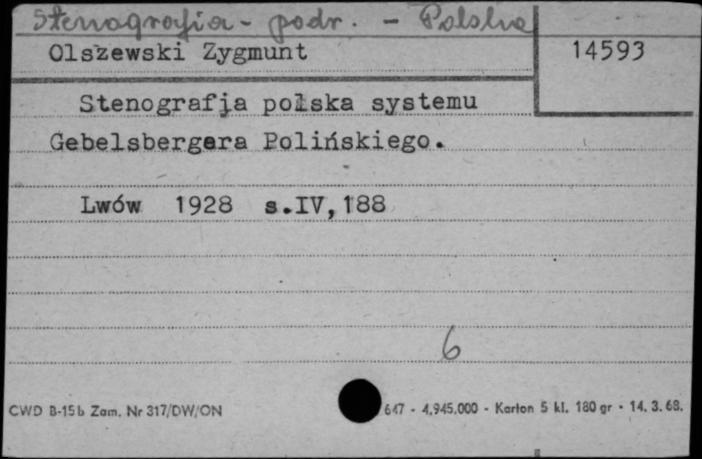 Stenografia - podr. - Polska
Olszewski Zygmunt
14593
Stenografja polska systemu
Gebelsbergera Polińskiego.
Lwów 1928 s.IV,188
6
CWD B-15b Zam. Nr 317/DW/ON
647 - 4.945.000 - Karton 5 kl. 180 gr - 14. 3. 68.